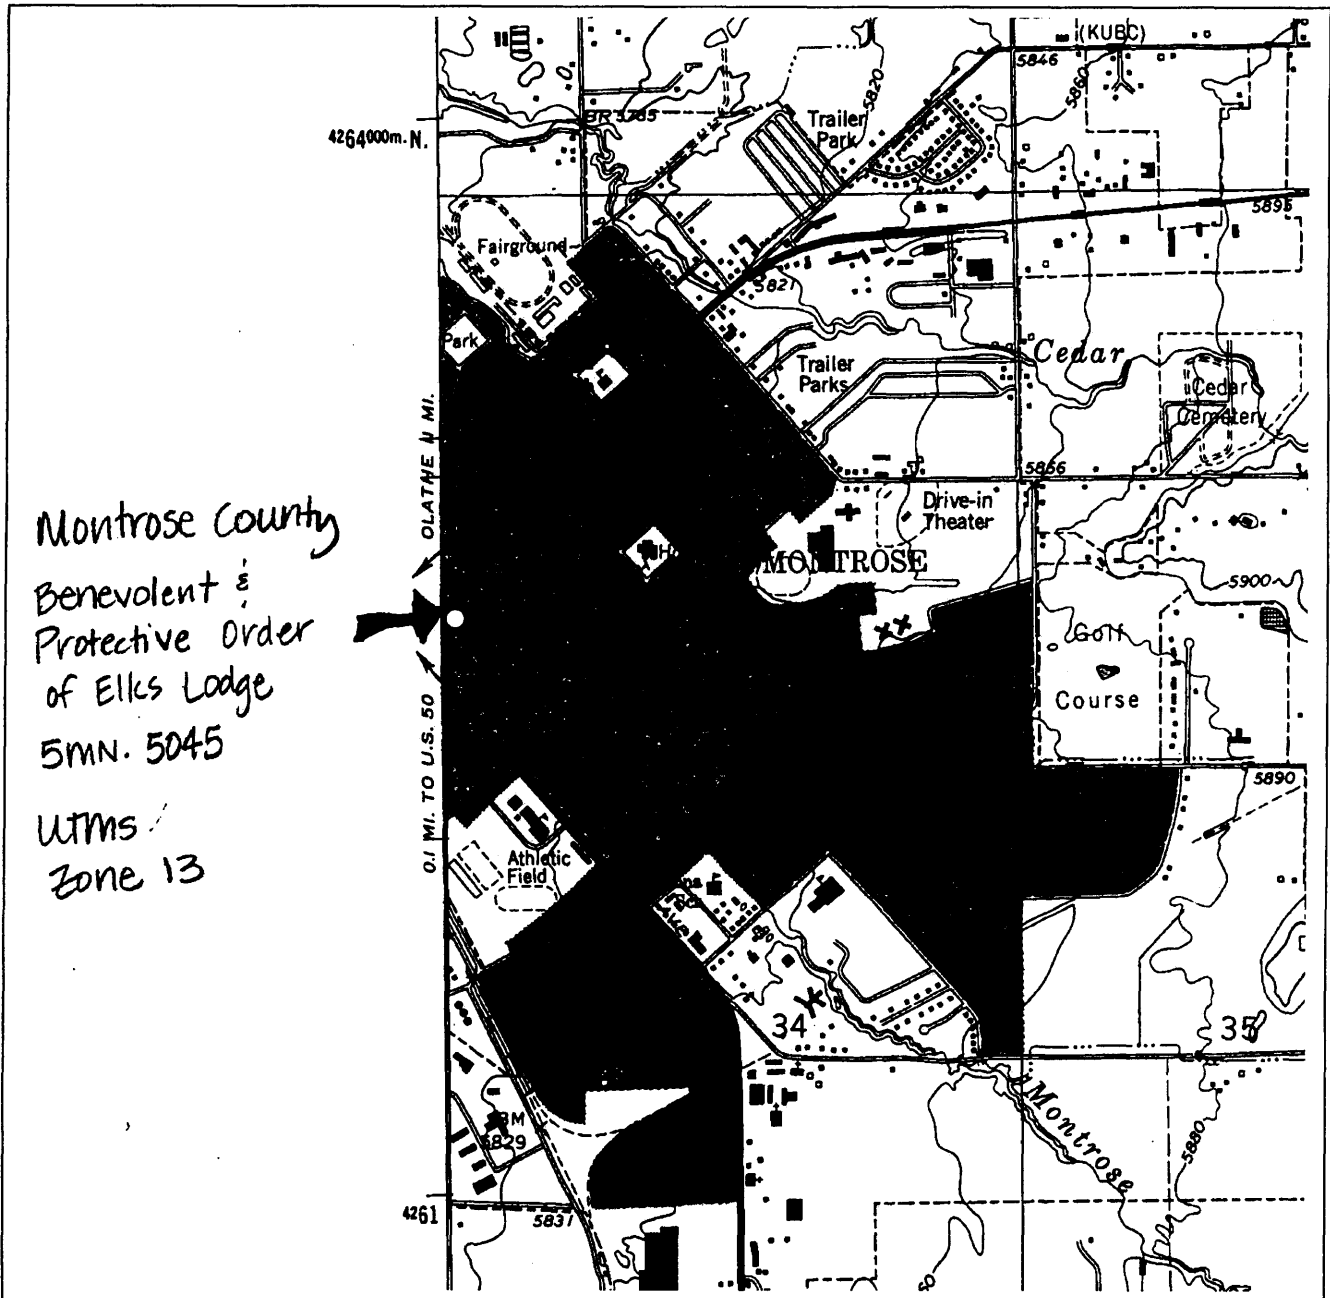 (KUBC)
5846
5860
5820
BR 5785
Trailer
Park
4264000m.N.
5895
Fairground
5821
Park
Cedar
Trailer
Parks
Cedar
Cemetery
OLATHE 11 MI.
5856
Drive-in
Theater
Montrose County
Benevolent &
Protective Order
of Elks Lodge
5MN. 5045
UTMs
Zone 13
MONTROSE
5900
Golf
Course
0.1 MI. TO U.S. 50
5890
Athletic
Field
34
35
Montrose
BM
5829
5880
4261
5831